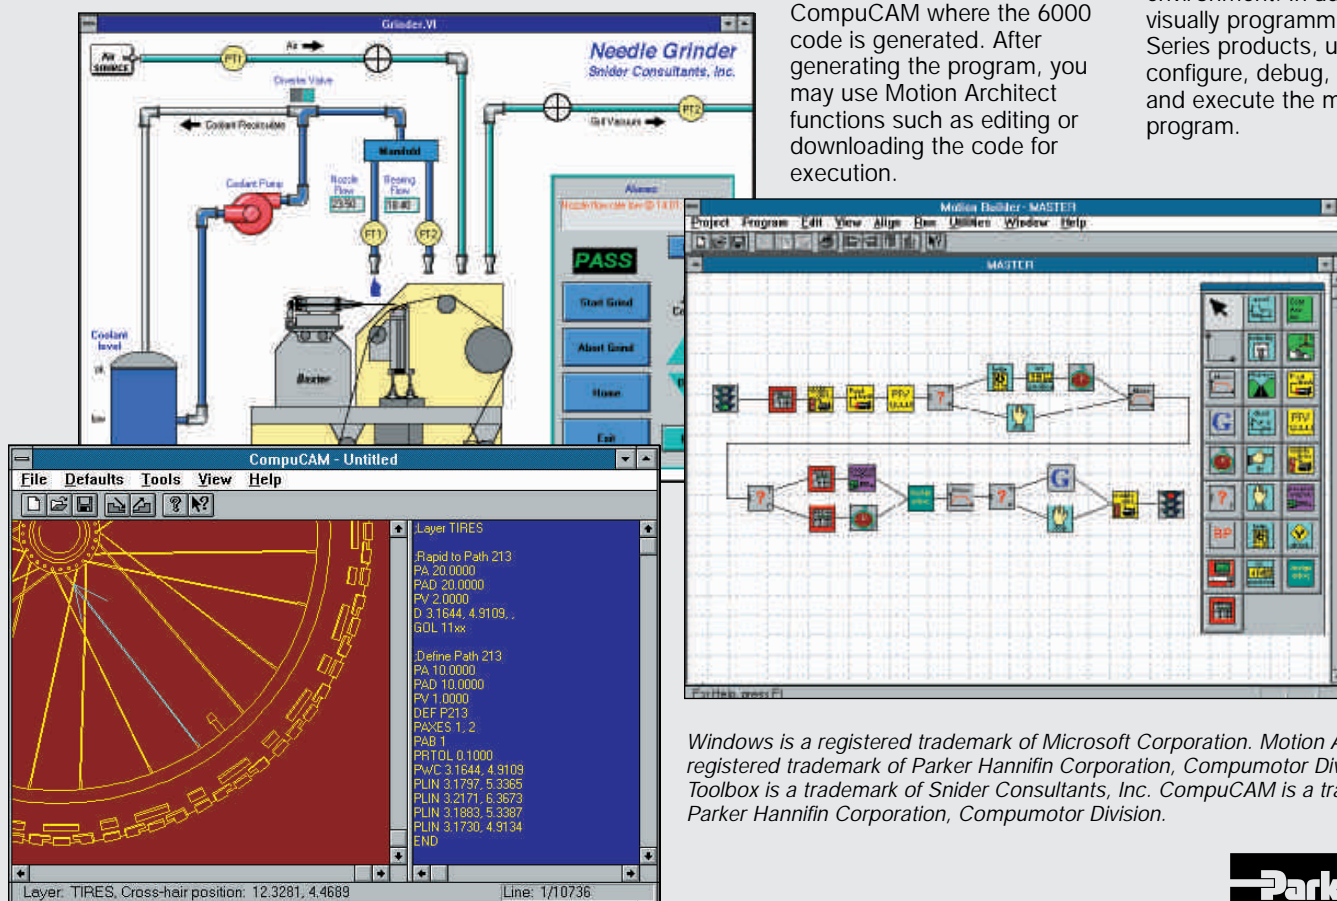 CompuCAM where the 6000
code is generated. After
generating the program, you
may use Motion Architect
functions such as editing or
downloading the code for
execution.
visually programm
Series products, u
configure, debug,
and execute the m
program.
Grinder.VI
Air
SOURCE
Air
PT1
Needle Grinder
Snider Consultants, Inc.
Diverter Valve
Coolant Recirculate
Grit Vacuum
PT2
Manifold
Coolant Pump
Nozzle
Flow
Bearing
Flow
FT1
FT2
Alarms
PASS
Start Grind
Abort Grind
Home
Exit
Coolant
level
ok
low
Baxter
Motion Builder - MASTER
Project Program Edit View Align Run Utilities Window Help
MASTER
For Help, press F1
CompuCAM - Untitled
File Defaults Tools View Help
;Layer TIRES
;Rapid to Path 213
PA 20.0000
PAD 20.0000
PV 2.0000
D 3.1644, 4.9109, ,
GOL 11xx
;Define Path 213
PA 10.0000
PAD 10.0000
PV 1.0000
DEF P213
PAXES 1, 2
PAB 1
PRTOL 0.1000
PWC 3.1644, 4.9109
PLIN 3.1797, 5.3365
PLIN 3.2171, 6.3673
PLIN 3.1883, 5.3387
PLIN 3.1730, 4.9134
END
Layer: TIRES, Cross-hair position: 12.3281, 4.4689
Line: 1/10736
Windows is a registered trademark of Microsoft Corporation. Motion A
registered trademark of Parker Hannifin Corporation, Compumotor Div
Toolbox is a trademark of Snider Consultants, Inc. CompuCAM is a tra
Parker Hannifin Corporation, Compumotor Division.
Park